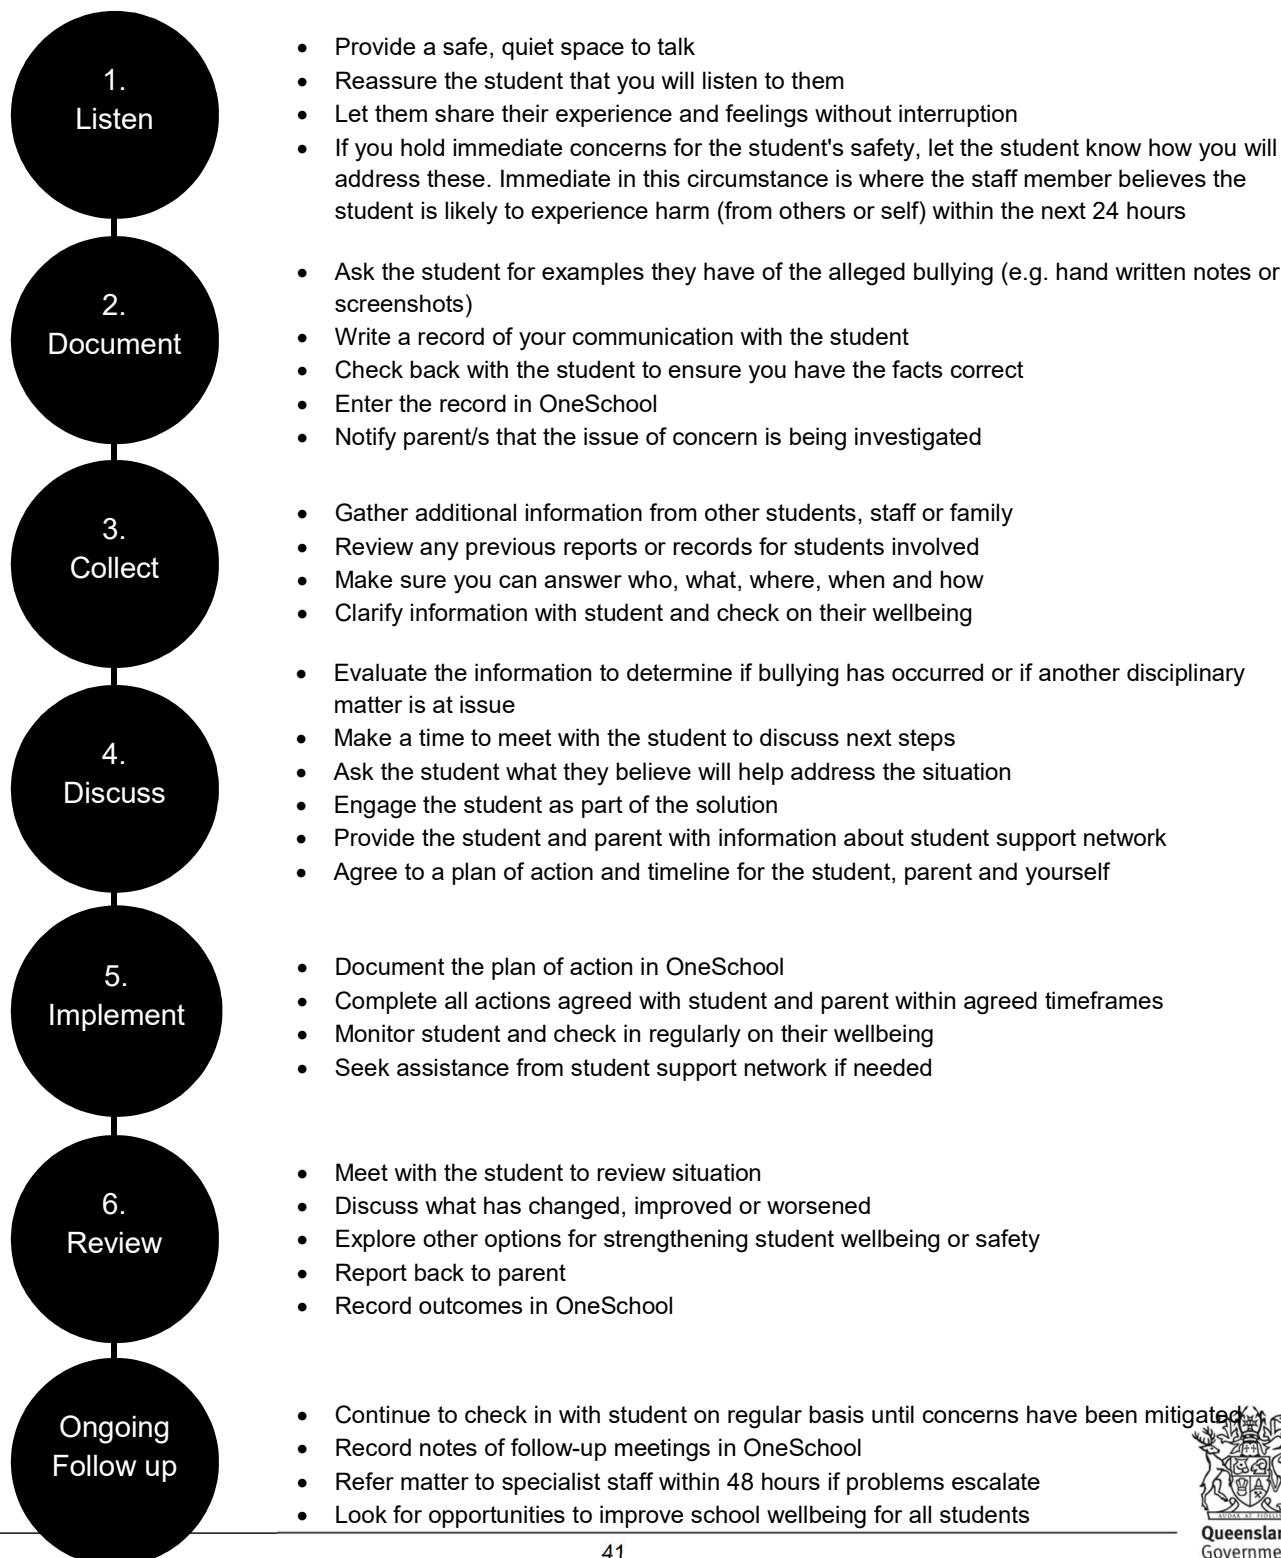 1.
Listen
• Provide a safe, quiet space to talk
• Reassure the student that you will listen to them
• Let them share their experience and feelings without interruption
• If you hold immediate concerns for the student's safety, let the student know how you will
address these. Immediate in this circumstance is where the staff member believes the
student is likely to experience harm (from others or self) within the next 24 hours
2.
Document
• Ask the student for examples they have of the alleged bullying (e.g. hand written notes or
screenshots)
• Write a record of your communication with the student
• Check back with the student to ensure you have the facts correct
• Enter the record in OneSchool
• Notify parent/s that the issue of concern is being investigated
3.
Collect
• Gather additional information from other students, staff or family
• Review any previous reports or records for students involved
• Make sure you can answer who, what, where, when and how
• Clarify information with student and check on their wellbeing
4.
Discuss
• Evaluate the information to determine if bullying has occurred or if another disciplinary
matter is at issue
• Make a time to meet with the student to discuss next steps
• Ask the student what they believe will help address the situation
• Engage the student as part of the solution
• Provide the student and parent with information about student support network
• Agree to a plan of action and timeline for the student, parent and yourself
5.
Implement
• Document the plan of action in OneSchool
• Complete all actions agreed with student and parent within agreed timeframes
• Monitor student and check in regularly on their wellbeing
• Seek assistance from student support network if needed
6.
Review
• Meet with the student to review situation
• Discuss what has changed, improved or worsened
• Explore other options for strengthening student wellbeing or safety
• Report back to parent
• Record outcomes in OneSchool
Ongoing
Follow up
• Continue to check in with student on regular basis until concerns have been mitigated
• Record notes of follow-up meetings in OneSchool
• Refer matter to specialist staff within 48 hours if problems escalate
• Look for opportunities to improve school wellbeing for all students
41